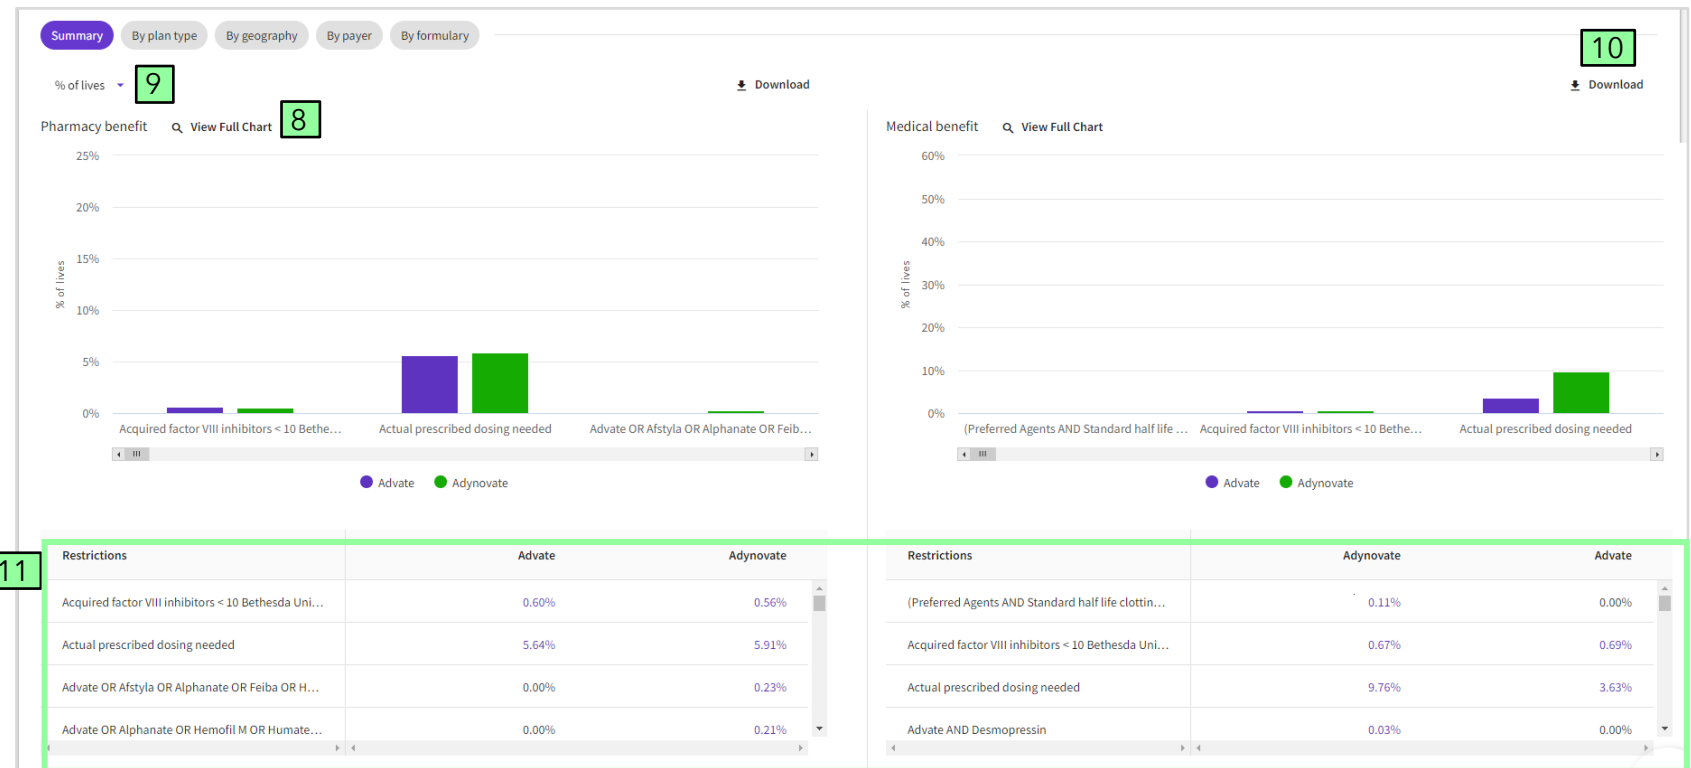 Summary By plan type By geography By payer By formulary
10
% of lives 9 Download Download
Pharmacy benefit View Full Chart 8 Medical benefit View Full Chart
25%
20%
15%
10%
5%
0%
% of lives
Acquired factor VIII inhibitors < 10 Bethe... Actual prescribed dosing needed Advate OR Afstyla OR Alphanate OR Feib...
Advate Adynovate
60%
50%
40%
30%
20%
10%
0%
% of lives
(Preferred Agents AND Standard half life ... Acquired factor VIII inhibitors < 10 Bethe... Actual prescribed dosing needed
Advate Adynovate
11
Restrictions Advate Adynovate
Acquired factor VIII inhibitors < 10 Bethesda Uni... 0.60% 0.56%
Actual prescribed dosing needed 5.64% 5.91%
Advate OR Afstyla OR Alphanate OR Feiba OR H... 0.00% 0.23%
Advate OR Alphanate OR Hemofil M OR Humate... 0.00% 0.21%
Restrictions Adynovate Advate
(Preferred Agents AND Standard half life clottin... 0.11% 0.00%
Acquired factor VIII inhibitors < 10 Bethesda Uni... 0.67% 0.69%
Actual prescribed dosing needed 9.76% 3.63%
Advate AND Desmopressin 0.03% 0.00%